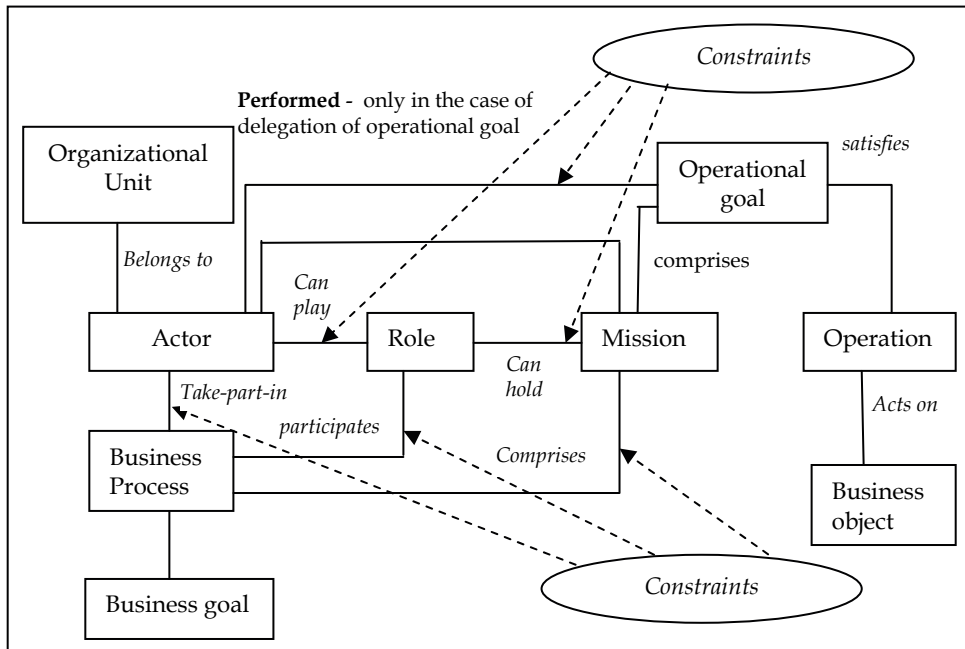 Constraints
Performed - only in the case of
delegation of operational goal
Organizational
Unit
Operational
goal
satisfies
Belongs to
Can
play
comprises
Actor
Role
Mission
Operation
Can
hold
Take-part-in
participates
Comprises
Acts on
Business
Process
Business
object
Constraints
Business goal